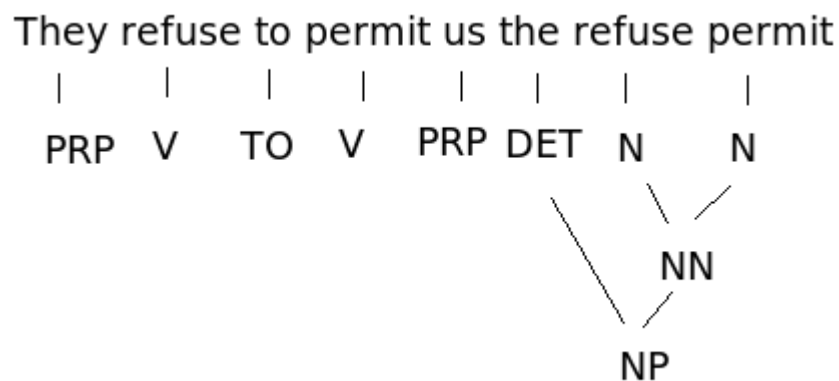 They refuse to permit us the refuse permit
PRP V TO V PRP DET N N
NN
NP